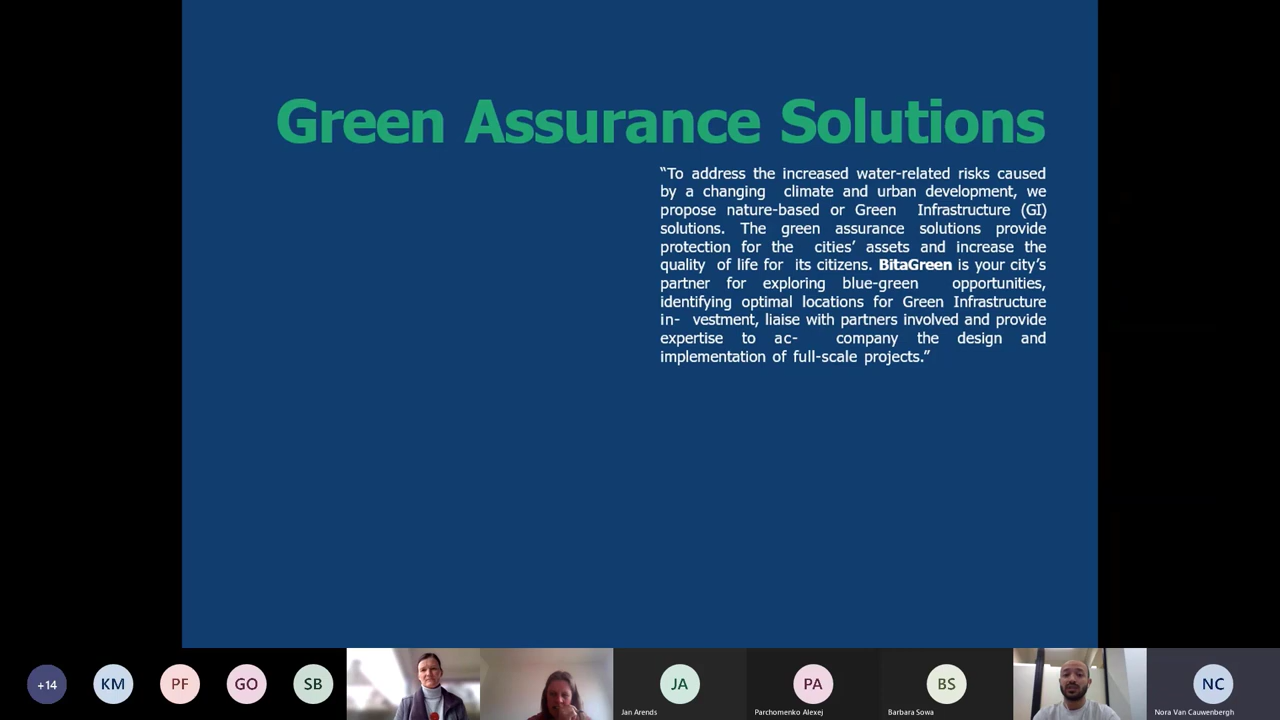 Green Assurance Solutions
“To address the increased water-related risks caused
by a changing climate and urban development, we
propose nature-based or Green Infrastructure (GI)
solutions. The green assurance solutions provide
protection for the cities’ assets and increase the
quality of life for its citizens. BitaGreen is your city’s
partner for exploring blue-green opportunities,
identifying optimal locations for Green Infrastructure
in- vestment, liaise with partners involved and provide
expertise to ac- company the design and
implementation of full-scale projects.”
+14
KM
PF
GO
SB
JA
Jan Arends
PA
Parchomenko Alexej
BS
Barbara Sowa
NC
Nora Van Cauwenbergh